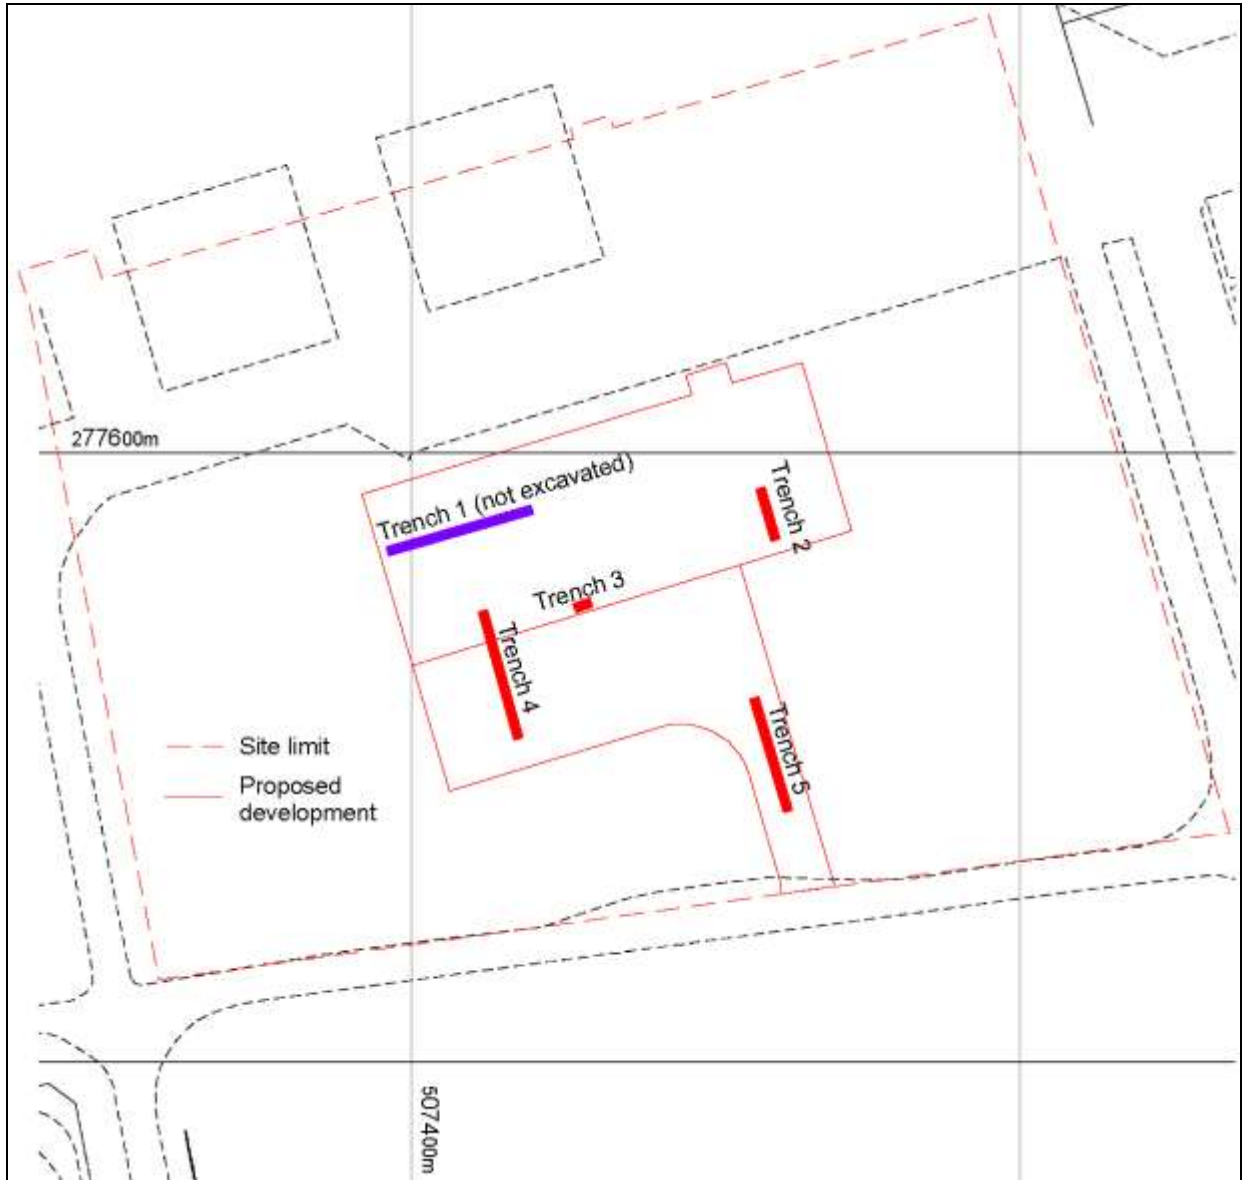 277600m
Trench 1 (not excavated)
Trench 2
Trench 3
Trench 4
Trench 5
Site limit
Proposed
development
507400m